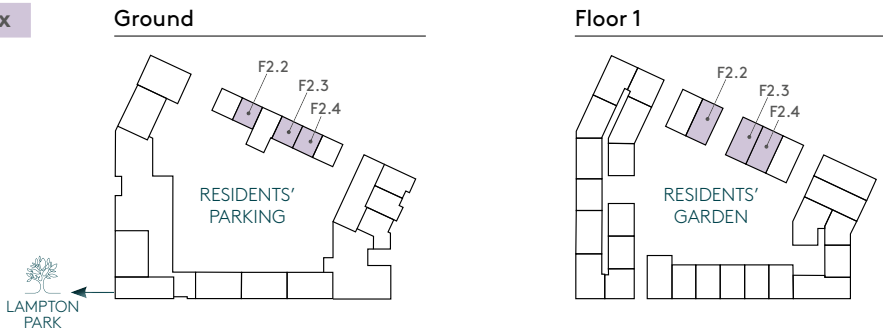 x
Ground
F2.2
F2.3
F2.4
RESIDENTS'
PARKING
LAMPTON
PARK
Floor 1
F2.2
F2.3
F2.4
RESIDENTS'
GARDEN